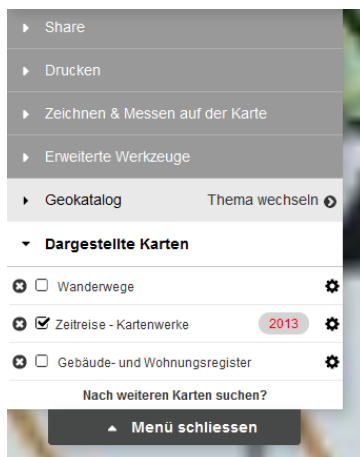 Share
Drucken
Zeichnen & Messen auf der Karte
Erweiterte Werkzeuge
Geokatalog Thema wechseln
Dargestellte Karten
Wanderwege
Zeitreise - Kartenwerke 2013
Gebäude- und Wohnungsregister
Nach weiteren Karten suchen?
Menü schliessen